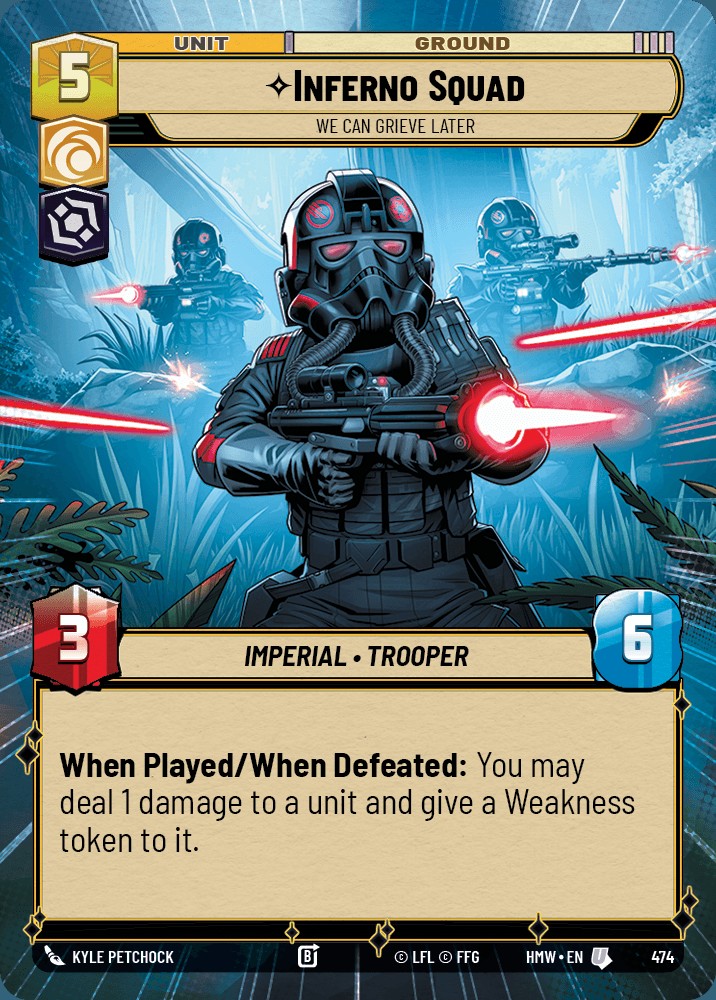 UNIT
GROUND
5
✧INFERNO SQUAD
WE CAN GRIEVE LATER
3
IMPERIAL • TROOPER
6
When Played/When Defeated: You may
deal 1 damage to a unit and give a Weakness
token to it.
KYLE PETCHOCK
B
© LFL © FFG
HMW • EN
U
474